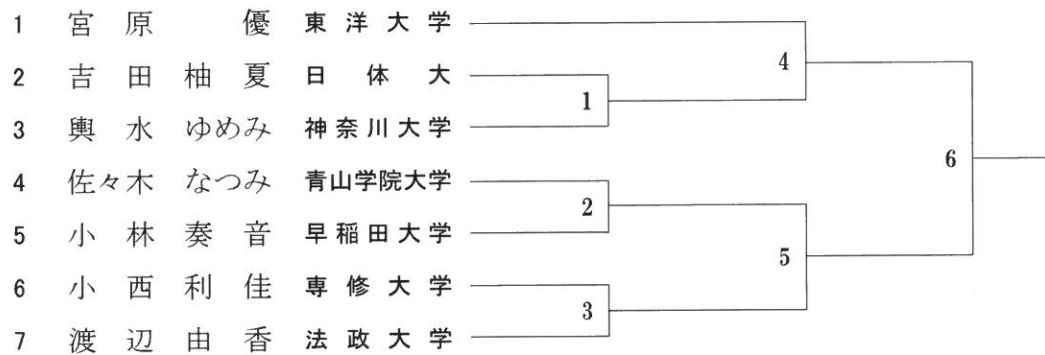 1 宮原 優 東洋大学
2 吉田柚夏 日体大
3 輿水 ゆめみ 神奈川大学
4 佐々木 なつみ 青山学院大学
5 小林奏音 早稲田大学
6 小西利佳 専修大学
7 渡辺由香 法政大学
4
1
6
2
5
3